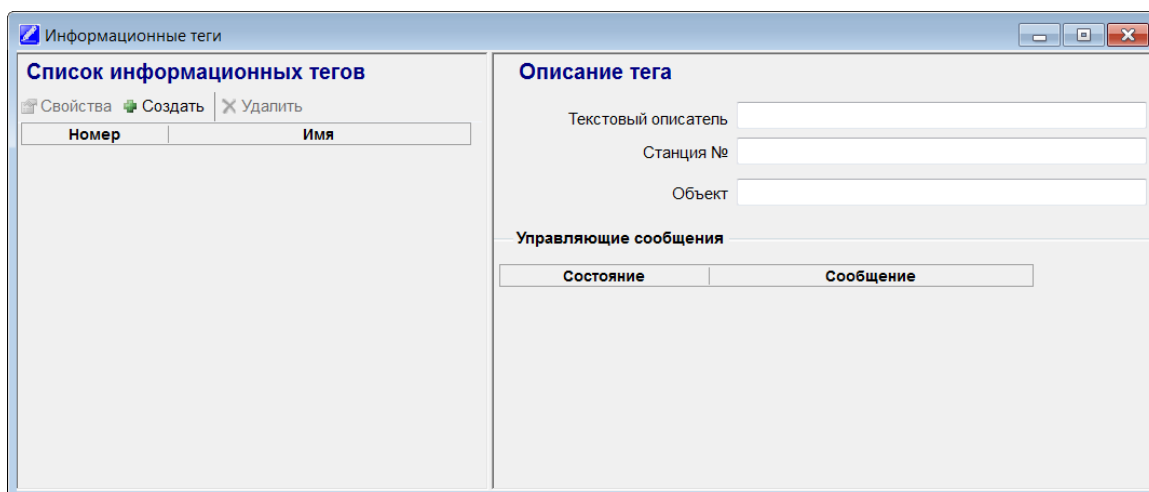 Информационные теги
Список информационных тегов
Свойства Создать Удалить
Номер Имя
Описание тега
Текстовый описатель
Станция №
Объект
Управляющие сообщения
Состояние Сообщение